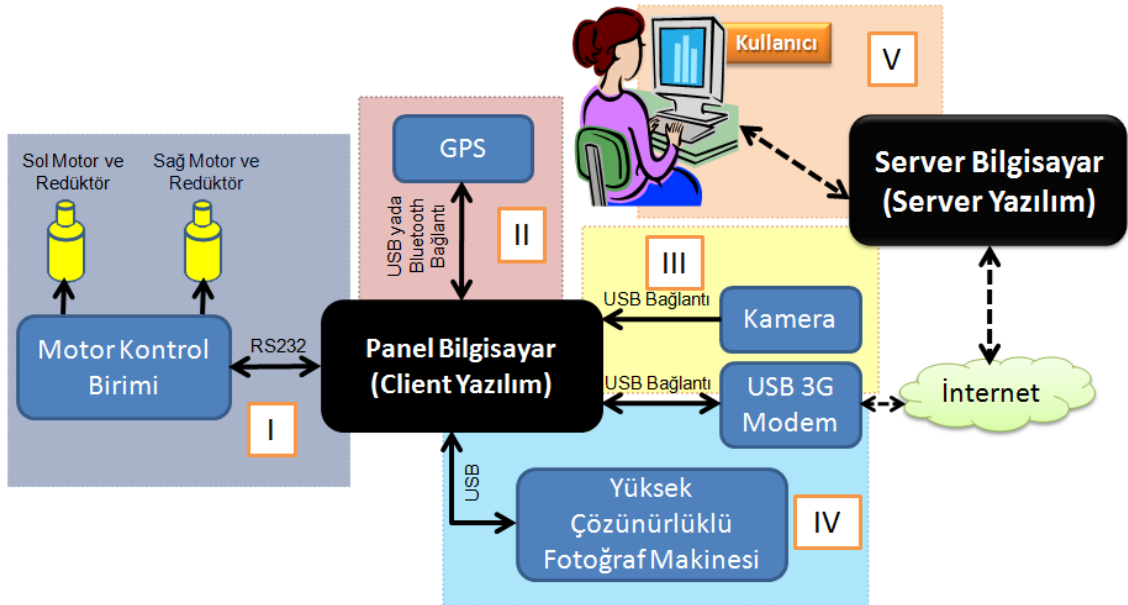 Kullanıcı
V
Server Bilgisayar
(Server Yazılım)
GPS
Sol Motor ve
Redüktör
Sağ Motor ve
Redüktör
USB yada
Bluetooth
Bağlantı
II
III
USB Bağlantı
Kamera
Motor Kontrol
Birimi
RS232
Panel Bilgisayar
(Client Yazılım)
USB Bağlantı
USB 3G
Modem
İnternet
I
USB
Yüksek
Çözünürlüklü
Fotoğraf Makinesi
IV